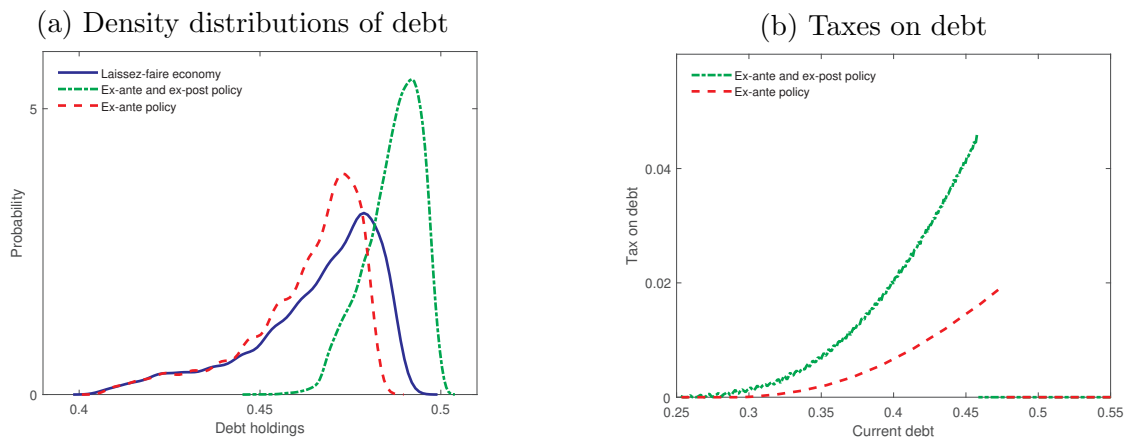 (a) Density distributions of debt
Laissez-faire economy
Ex-ante and ex-post policy
Ex-ante policy
5
0
Probability
0.4 0.45 0.5
Debt holdings
(b) Taxes on debt
Ex-ante and ex-post policy
Ex-ante policy
0.04
0.02
0
Tax on debt
0.25 0.3 0.35 0.4 0.45 0.5 0.55
Current debt